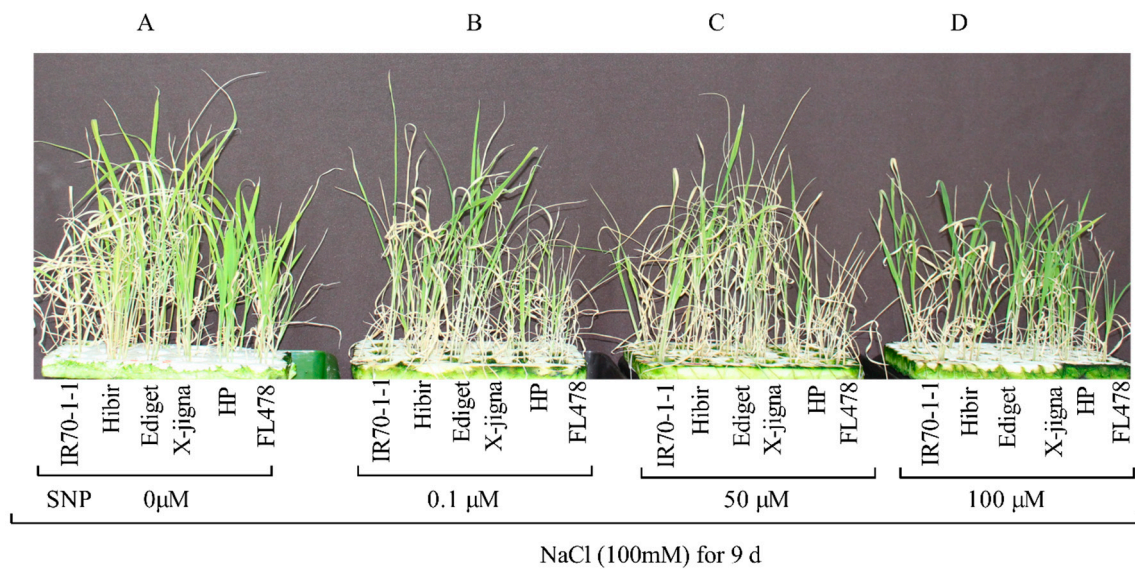 A B C D
IR70-1-1 Hibir Ediget X-jigna HP FL478 IR70-1-1 Hibir Ediget X-jigna HP FL478 IR70-1-1 Hibir Ediget X-jigna HP FL478 IR70-1-1 Hibir Ediget X-jigna HP FL478
SNP 0μM 0.1 μM 50 μM 100 μM
NaCl (100mM) for 9 d